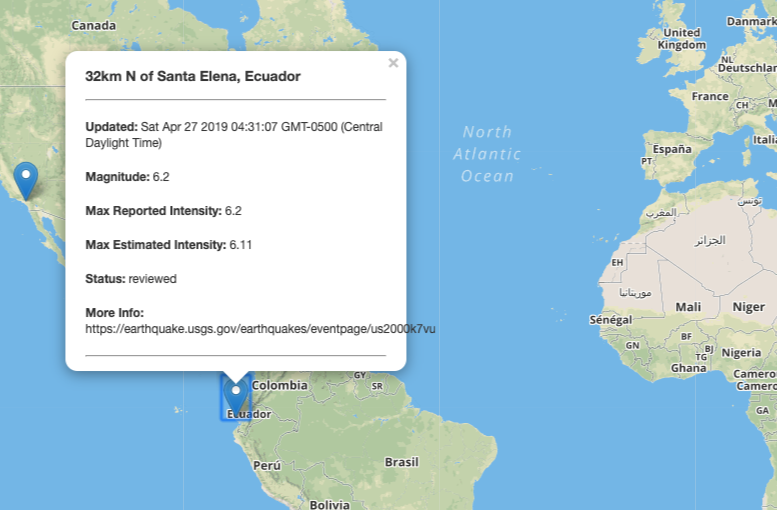 Canada
32km N of Santa Elena, Ecuador
×
Updated: Sat Apr 27 2019 04:31:07 GMT-0500 (Central
Daylight Time)
Magnitude: 6.2
Max Reported Intensity: 6.2
Max Estimated Intensity: 6.11
Status: reviewed
More Info:
https://earthquake.usgs.gov/earthquakes/eventpage/us2000k7vu
North
Atlantic
Ocean
Danmark
United
Kingdom
NL
Deutschlan
France
CH
España
PT
Italia
تونس
المغرب
الجزائر
EH
موريتانيا
Mali
Niger
Sénégal
GN
BF
BJ
TG
Ghana
Nigeria
Camero
Camero
GA
GY
SR
Colombia
Ecuador
Perú
Brasil
Bolivia